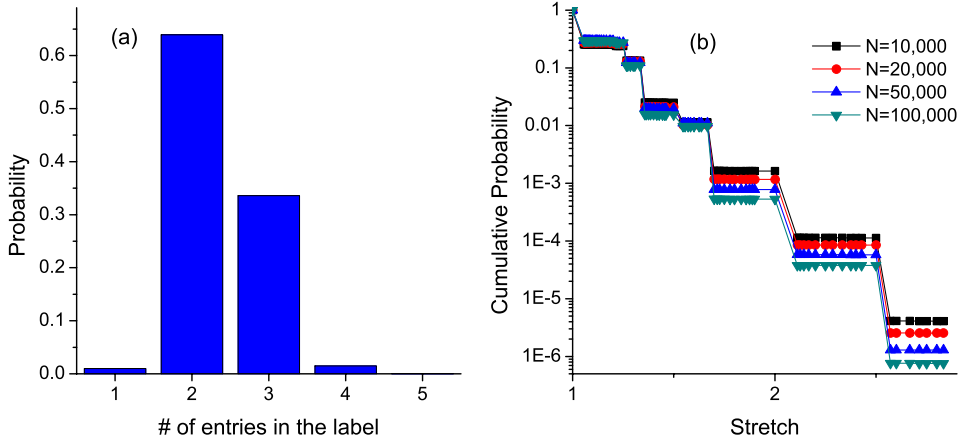 (a)
Probability
0.6
0.5
0.4
0.3
0.2
0.1
0.0
1 2 3 4 5
# of entries in the label
(b)
Cumulative Probability
1
0.1
0.01
1E-3
1E-4
1E-5
1E-6
1 2
Stretch
N=10,000
N=20,000
N=50,000
N=100,000